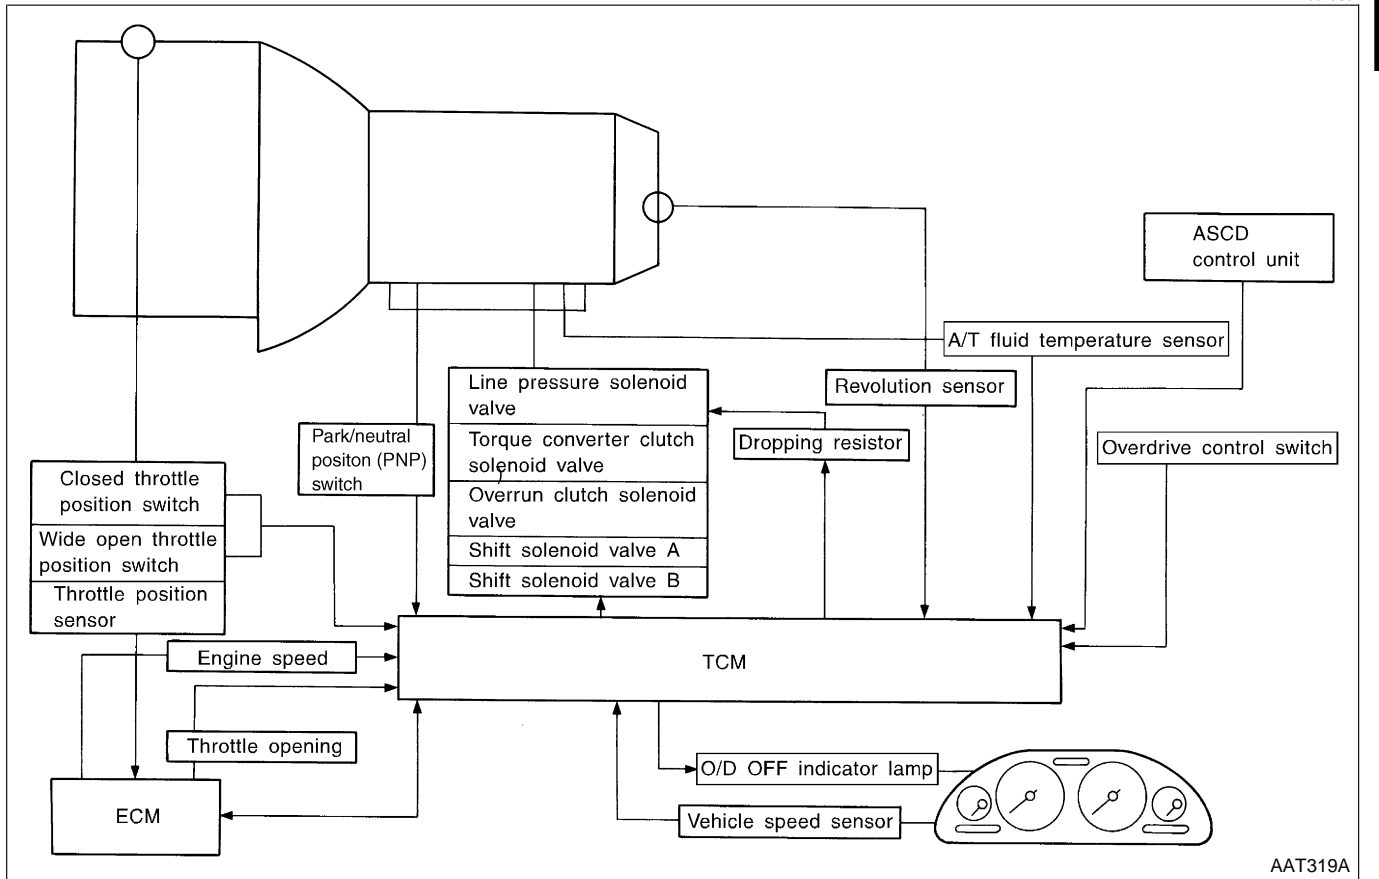 ASCD
control unit
A/T fluid temperature sensor
Line pressure solenoid
valve
Revolution sensor
Torque converter clutch
solenoid valve
Dropping resistor
Park/neutral
positon (PNP)
switch
Overdrive control switch
Closed throttle
position switch
Overrun clutch solenoid
valve
Wide open throttle
position switch
Shift solenoid valve A
Shift solenoid valve B
Throttle position
sensor
Engine speed
TCM
Throttle opening
O/D OFF indicator lamp
ECM
Vehicle speed sensor
AAT319A